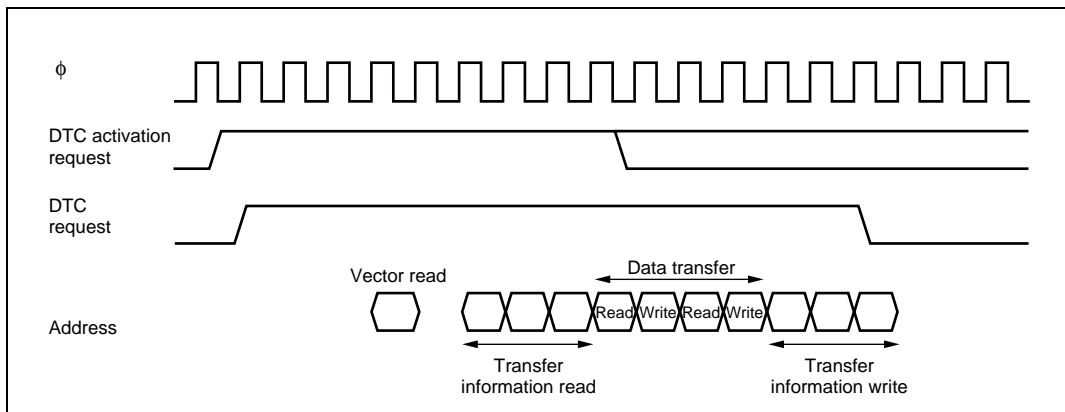 ϕ
DTC activation
request
DTC
request
Vector read
Data transfer
Address
Read Write Read Write
Transfer
information read
Transfer
information write